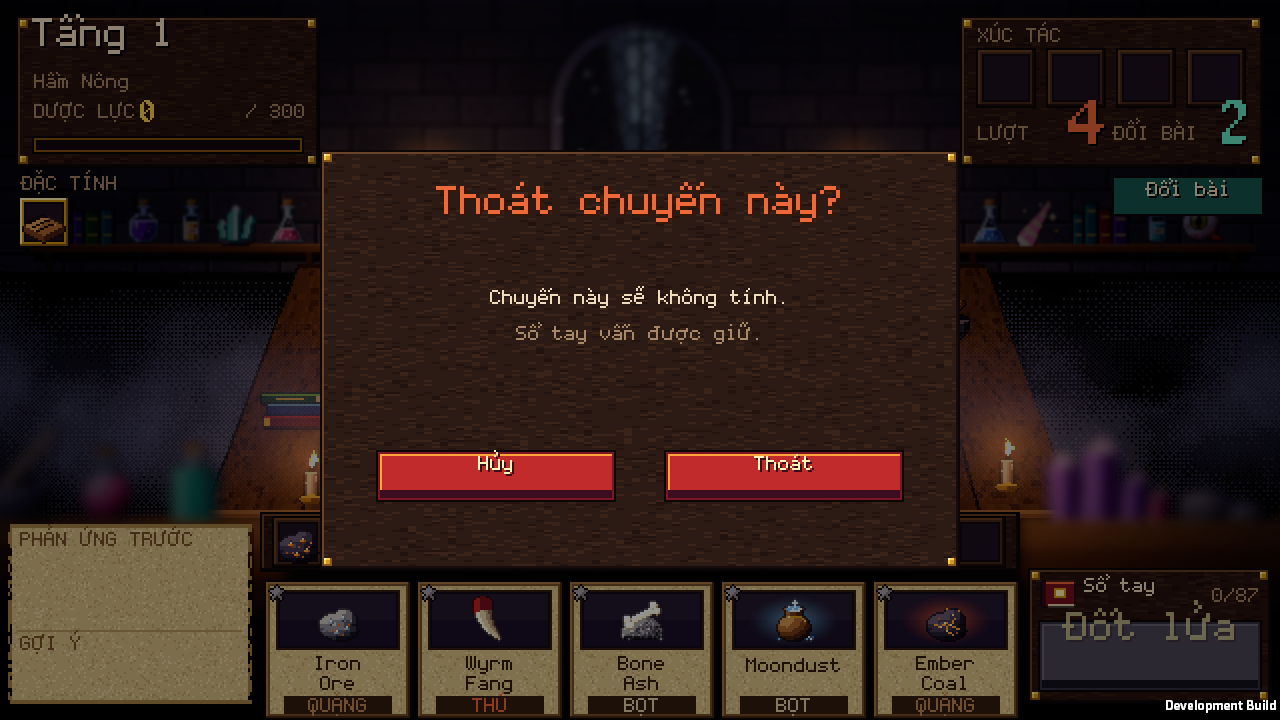 Tầng 1
Hầm Nông
DƯỢC LỰC 0 / 300
ĐẶC TÍNH
XÚC TÁC
LƯỢT 4 ĐỔI BÀI 2
Đổi bài
Thoát chuyến này?
Chuyến này sẽ không tính.
Sổ tay vẫn được giữ.
Hủy
Thoát
PHẢN ỨNG TRƯỚC
GỢI Ý
Iron
Ore
QUẶNG
Wyrm
Fang
THÚ
Bone
Ash
BỘT
Moondust
BỘT
Ember
Coal
QUẶNG
Sổ tay
0/87
Đốt lửa
Development Build